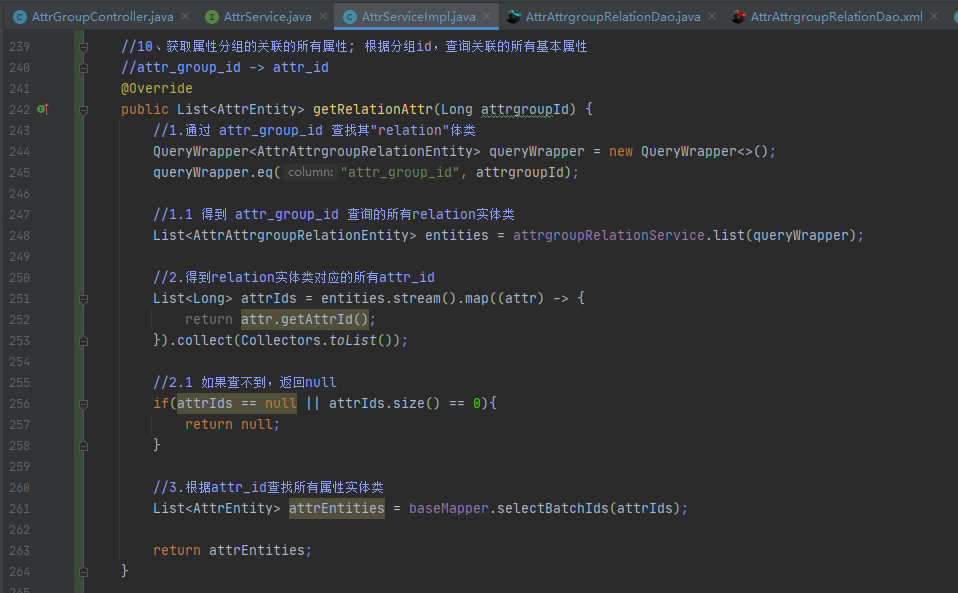 AttrGroupController.java AttrService.java AttrServiceImpl.java AttrAttrgroupRelationDao.java AttrAttrgroupRelationDao.xml
239 //10、获取属性分组的关联的所有属性; 根据分组id，查询关联的所有基本属性
240 //attr_group_id -> attr_id
241 @Override
242 public List<AttrEntity> getRelationAttr(Long attrgroupId) {
243 //1.通过 attr_group_id 查找其"relation"体类
244 QueryWrapper<AttrAttrgroupRelationEntity> queryWrapper = new QueryWrapper<>();
245 queryWrapper.eq( column: "attr_group_id", attrgroupId);
246
247 //1.1 得到 attr_group_id 查询的所有relation实体类
248 List<AttrAttrgroupRelationEntity> entities = attrgroupRelationService.list(queryWrapper);
249
250 //2.得到relation实体类对应的所有attr_id
251 List<Long> attrIds = entities.stream().map((attr) -> {
252 return attr.getAttrId();
253 }).collect(Collectors.toList());
254
255 //2.1 如果查不到，返回null
256 if(attrIds == null || attrIds.size() == 0){
257 return null;
258 }
259
260 //3.根据attr_id查找所有属性实体类
261 List<AttrEntity> attrEntities = baseMapper.selectBatchIds(attrIds);
262
263 return attrEntities;
264 }
265